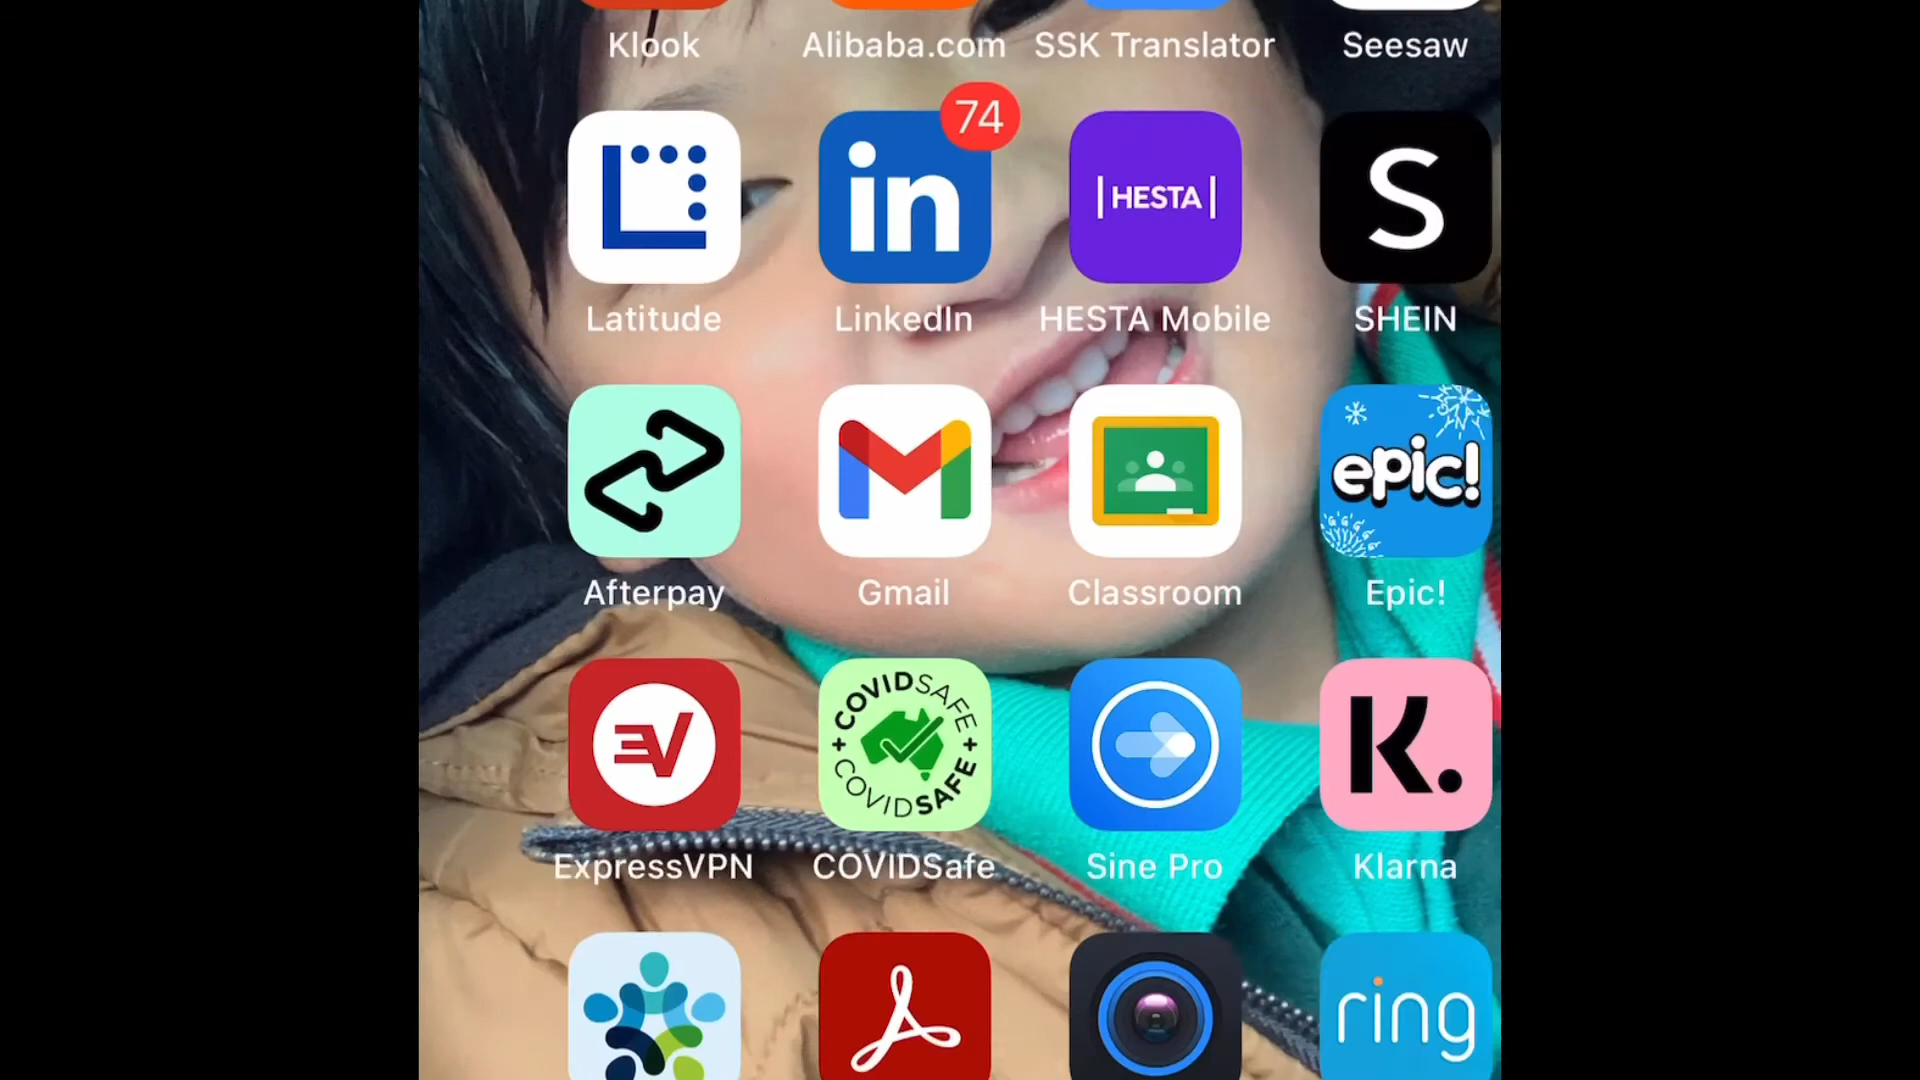 Klook Alibaba.com SSK Translator Seesaw
74
in |HESTA| S
Latitude LinkedIn HESTA Mobile SHEIN
epic!
Afterpay Gmail Classroom Epic!
EV COVIDSAFE COVIDSAFE K.
ExpressVPN COVIDSafe Sine Pro Klarna
ring